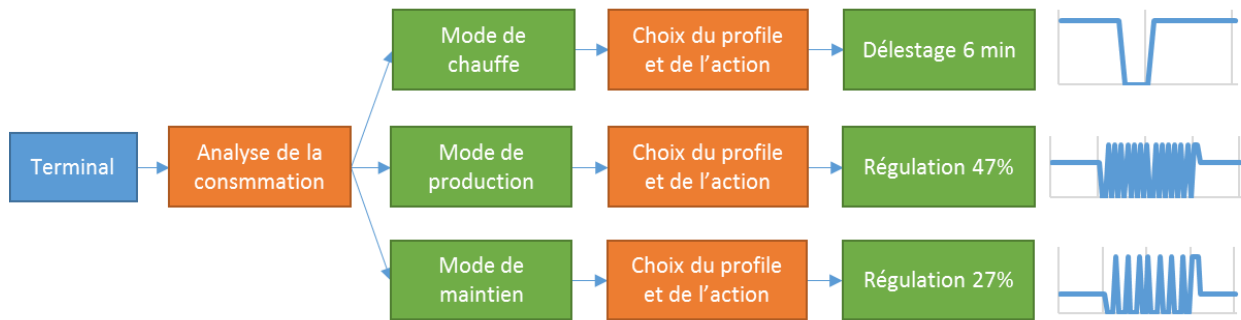 Mode de
chauffe
Choix du profile
et de l’action
Délestage 6 min
Terminal
Analyse de la
consmmation
Mode de
production
Choix du profile
et de l’action
Régulation 47%
Mode de
maintien
Choix du profile
et de l’action
Régulation 27%